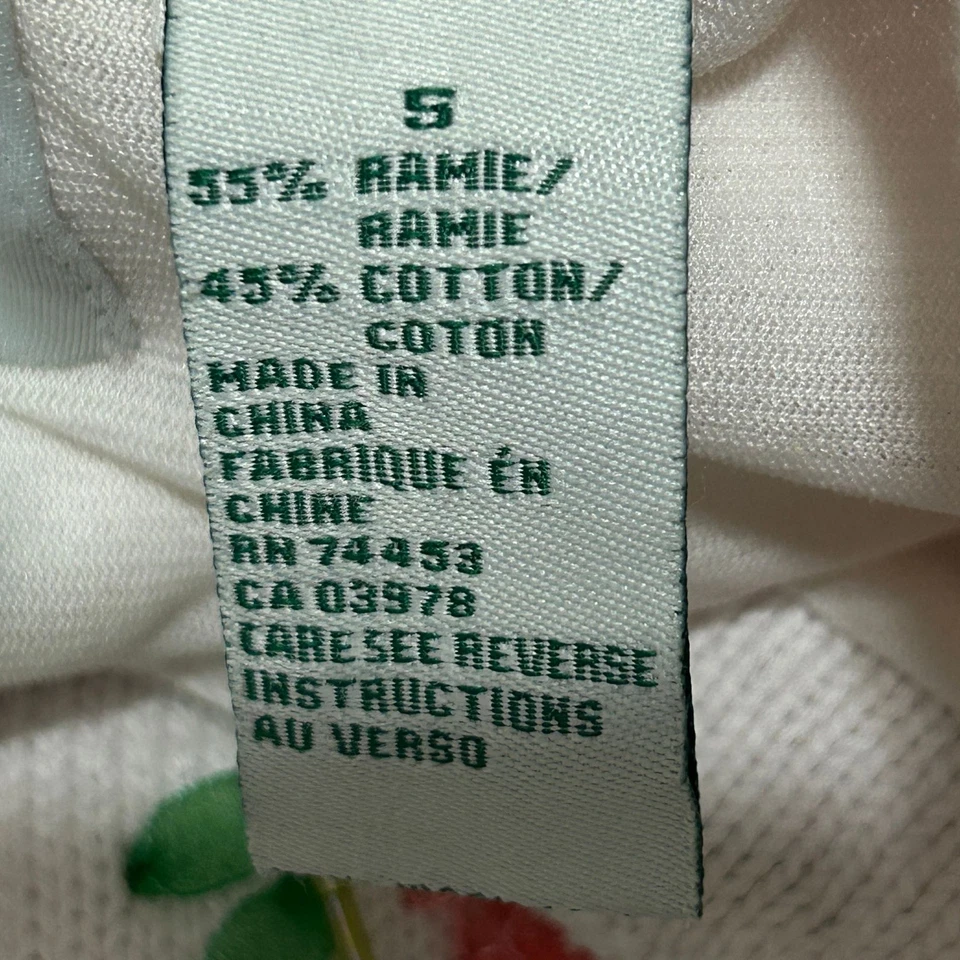 S
55% RAMIE/
RAMIE
45% COTTON/
COTON
MADE IN
CHINA
FABRIQUE ÉN
CHINE
RN 74453
CA 03978
CARE SEE REVERSE
INSTRUCTIONS
AU VERSO